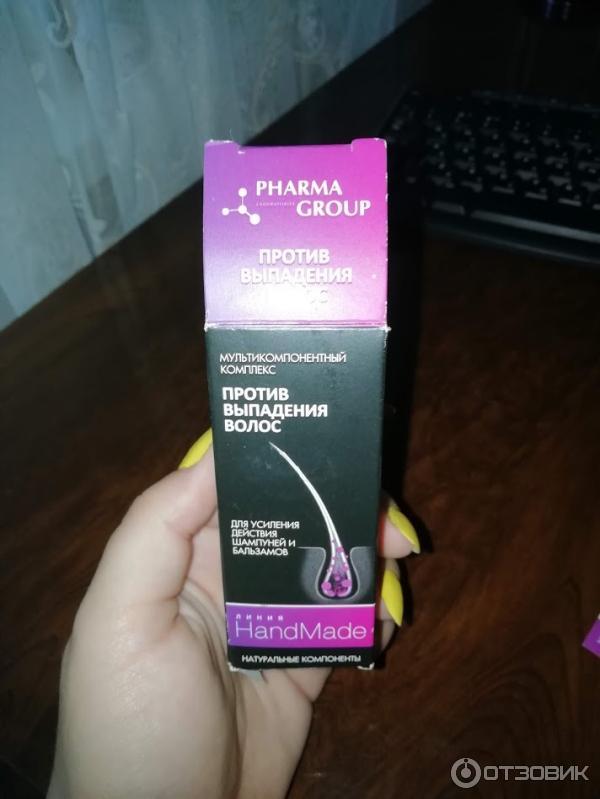 PHARMA
LABORATORIES
GROUP
ПРОТИВ
ВЫПАДЕНИЯ
МУЛЬТИКОМПОНЕНТНЫЙ
КОМПЛЕКС
ПРОТИВ
ВЫПАДЕНИЯ
ВОЛОС
ДЛЯ УСИЛЕНИЯ
ДЕЙСТВИЯ
ШАМПУНЕЙ И
БАЛЬЗАМОВ
ЛИНИЯ
HandMade
НАТУРАЛЬНЫЕ КОМПОНЕНТЫ
ОТЗОВИК